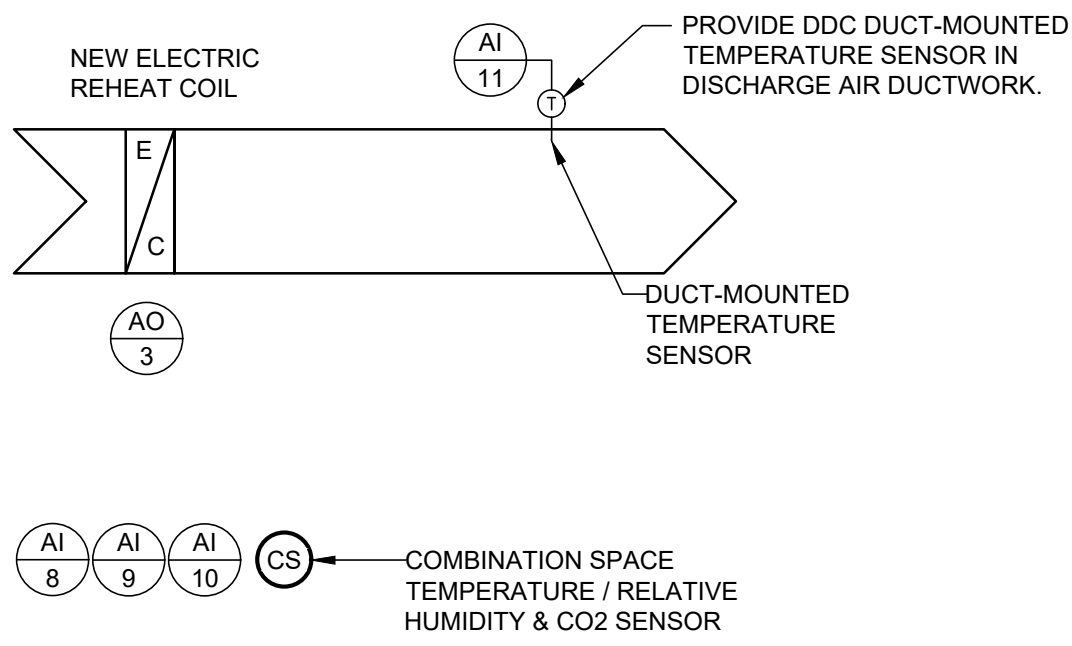 NEW ELECTRIC
REHEAT COIL
AI
11
T
PROVIDE DDC DUCT-MOUNTED
TEMPERATURE SENSOR IN
DISCHARGE AIR DUCTWORK.
E
C
AO
3
DUCT-MOUNTED
TEMPERATURE
SENSOR
AI
8
AI
9
AI
10
CS
COMBINATION SPACE
TEMPERATURE / RELATIVE
HUMIDITY & CO2 SENSOR